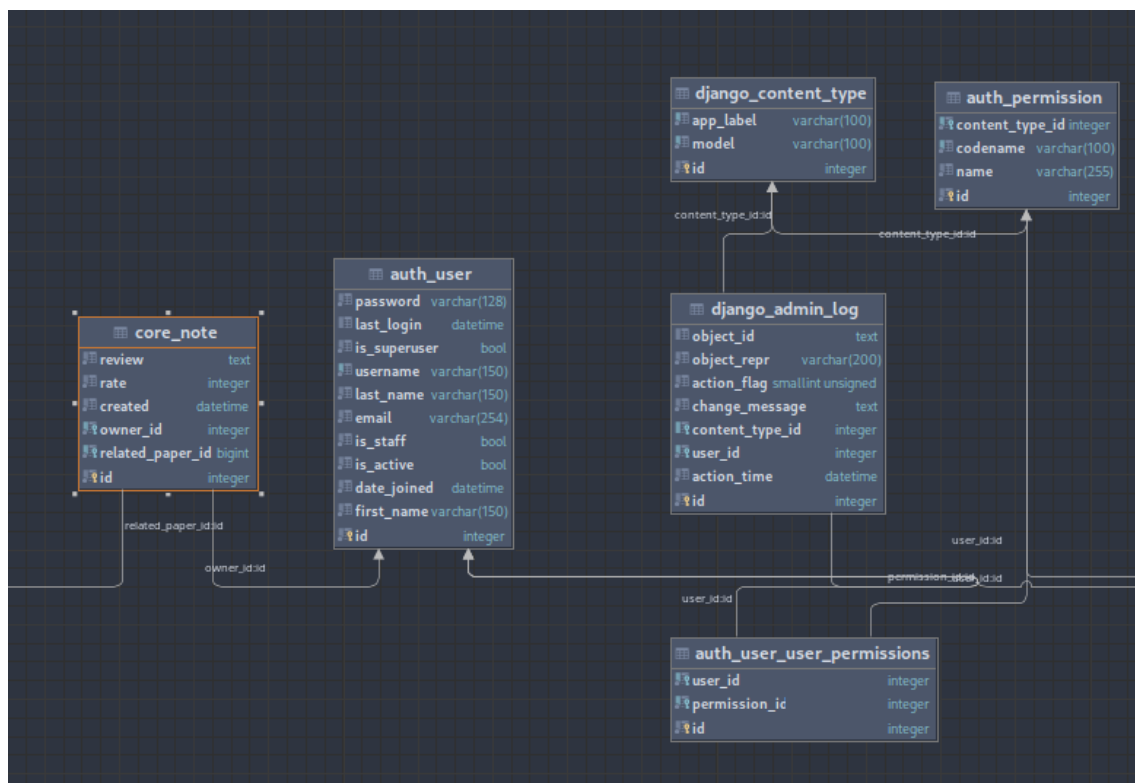 django_content_type
app_label varchar(100)
model varchar(100)
id integer
auth_permission
content_type_id integer
codename varchar(100)
name varchar(255)
id integer
content_type_id:id
content_type_id:id
auth_user
password varchar(128)
last_login datetime
is_superuser bool
username varchar(150)
last_name varchar(150)
email varchar(254)
is_staff bool
is_active bool
date_joined datetime
first_name varchar(150)
id integer
core_note
review text
rate integer
created datetime
owner_id integer
related_paper_id bigint
id integer
django_admin_log
object_id text
object_repr varchar(200)
action_flag smallint unsigned
change_message text
content_type_id integer
user_id integer
action_time datetime
id integer
related_paper_id:id
owner_id:id
user_id:id
permission_id:id
user_id:id
user_id:id
auth_user_user_permissions
user_id integer
permission_id integer
id integer